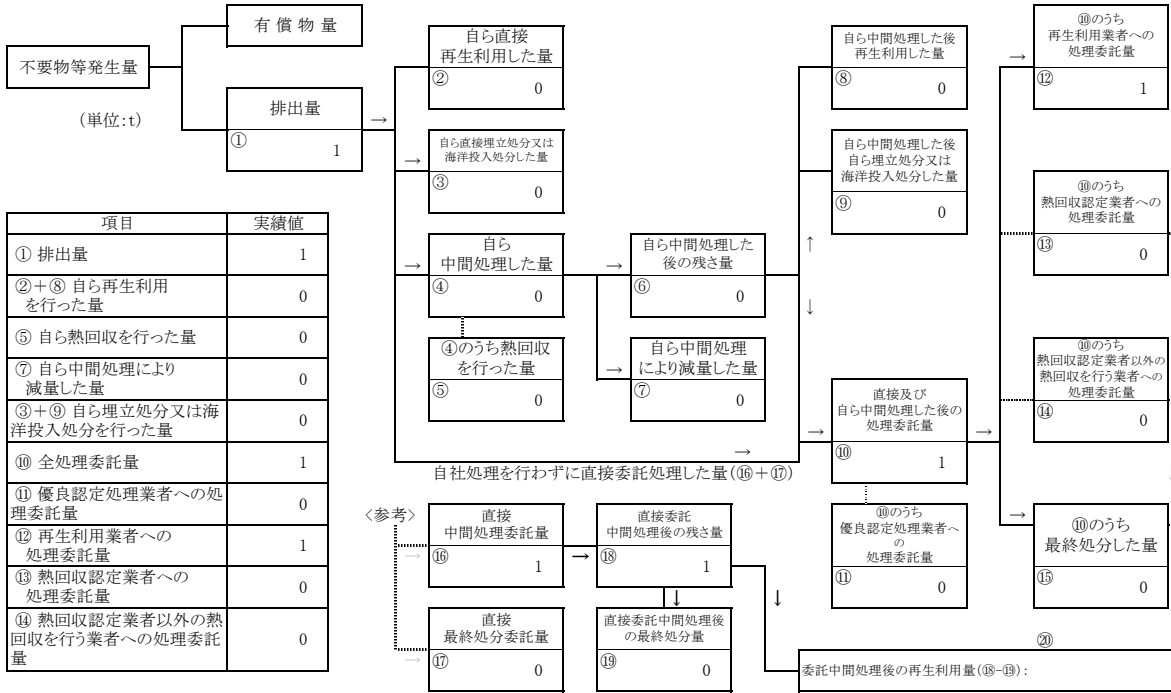 有 償 物 量
不要物等発生量
(単位:t)
排出量
①
1
→
自ら直接
再生利用した量
②
0
→
自ら直接埋立処分又は
海洋投入処分した量
③
0
→
自ら
中間処理した量
④
0
④のうち熱回収
を行った量
⑤
0
→
自ら中間処理した
後の残さ量
⑥
0
→
自ら中間処理
により減量した量
⑦
0
自ら中間処理した後
再生利用した量
⑧
0
自ら中間処理した後
自ら埋立処分又は
海洋投入処分した量
⑨
0
↑
↓
→
自社処理を行わずに直接委託処理した量(⑯+⑰)
→
直接及び
自ら中間処理した後の
処理委託量
⑩
1
⑩のうち
優良認定処理業者へ
の
処理委託量
⑪
0
→
→
⑩のうち
再生利用業者への
処理委託量
⑫
1
⑩のうち
熱回収認定業者への
処理委託量
⑬
0
⑩のうち
熱回収認定業者以外の
熱回収を行う業者への
処理委託量
⑭
0
→
⑩のうち
最終処分した量
⑮
0
項目 実績値
① 排出量 1
②+⑧ 自ら再生利用
を行った量 0
⑤ 自ら熱回収を行った量 0
⑦ 自ら中間処理により
減量した量 0
③+⑨ 自ら埋立処分又は海
洋投入処分を行った量 0
⑩ 全処理委託量 1
⑪ 優良認定処理業者への処
理委託量 0
⑫ 再生利用業者への
処理委託量 1
⑬ 熱回収認定業者への
処理委託量 0
⑭ 熱回収認定業者以外の熱
回収を行う業者への処理委託
量 0
〈参考〉
→
直接
中間処理委託量
⑯
1
→
直接委託
中間処理後の残さ量
⑱
1
→
直接
最終処分委託量
⑰
0
↓
直接委託中間処理後
の最終処分量
⑲
0
↓
⑳
委託中間処理後の再生利用量(⑱-⑲):